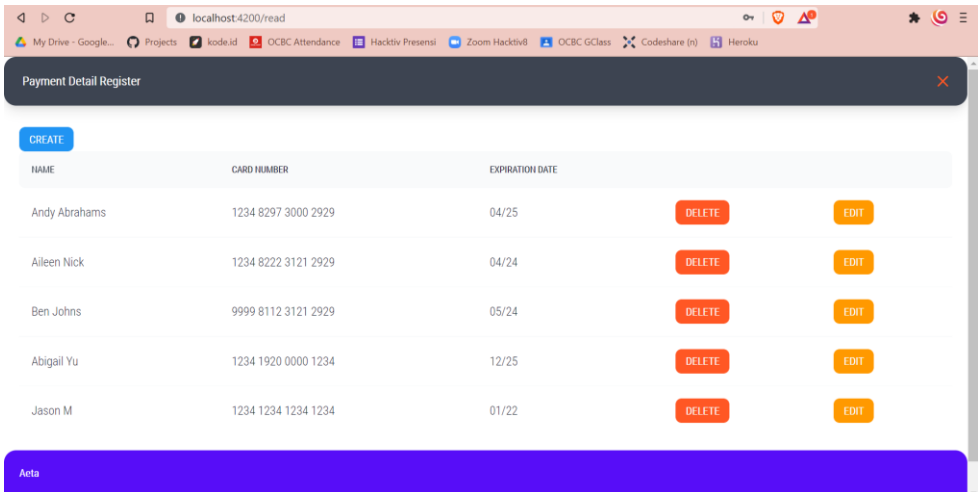 localhost:4200/read
My Drive - Google... Projects kode.id OCBC Attendance Hacktiv Presensi Zoom Hacktiv8 OCBC GClass Codeshare (n) Heroku
Payment Detail Register
CREATE
NAME CARD NUMBER EXPIRATION DATE
Andy Abrahams 1234 8297 3000 2929 04/25 DELETE EDIT
Aileen Nick 1234 8222 3121 2929 04/24 DELETE EDIT
Ben Johns 9999 8112 3121 2929 05/24 DELETE EDIT
Abigail Yu 1234 1920 0000 1234 12/25 DELETE EDIT
Jason M 1234 1234 1234 1234 01/22 DELETE EDIT
Aeta